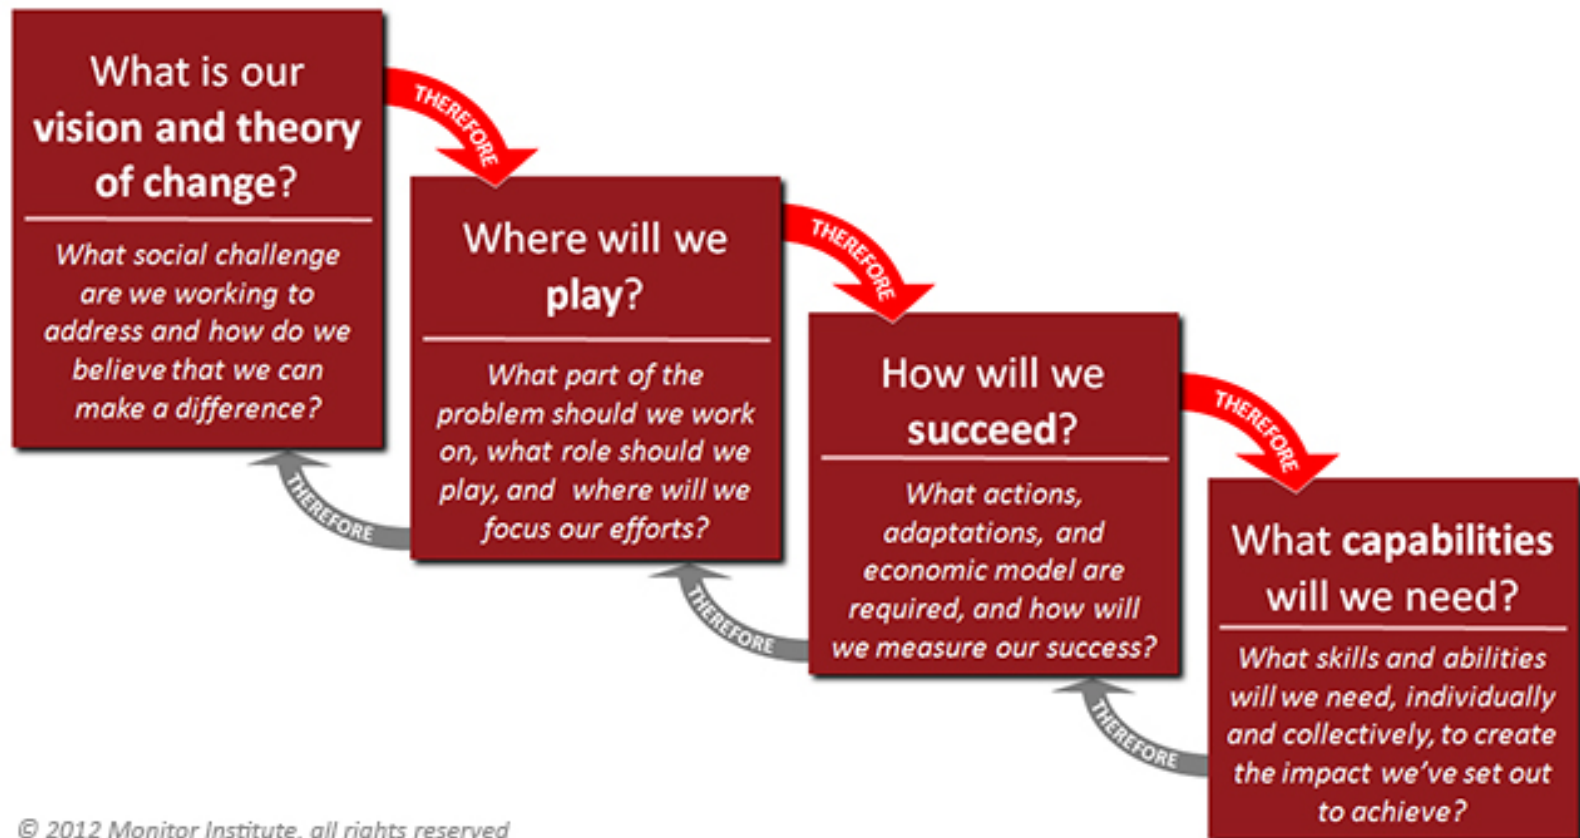 What is our
vision and theory
of change?
What social challenge
are we working to
address and how do we
believe that we can
make a difference?
THEREFORE
Where will we
play?
What part of the
problem should we work
on, what role should we
play, and where will we
focus our efforts?
THEREFORE
THEREFORE
How will we
succeed?
What actions,
adaptations, and
economic model are
required, and how will
we measure our success?
THEREFORE
THEREFORE
What capabilities
will we need?
What skills and abilities
will we need, individually
and collectively, to create
the impact we've set out
to achieve?
THEREFORE
© 2012 Monitor Institute, all rights reserved